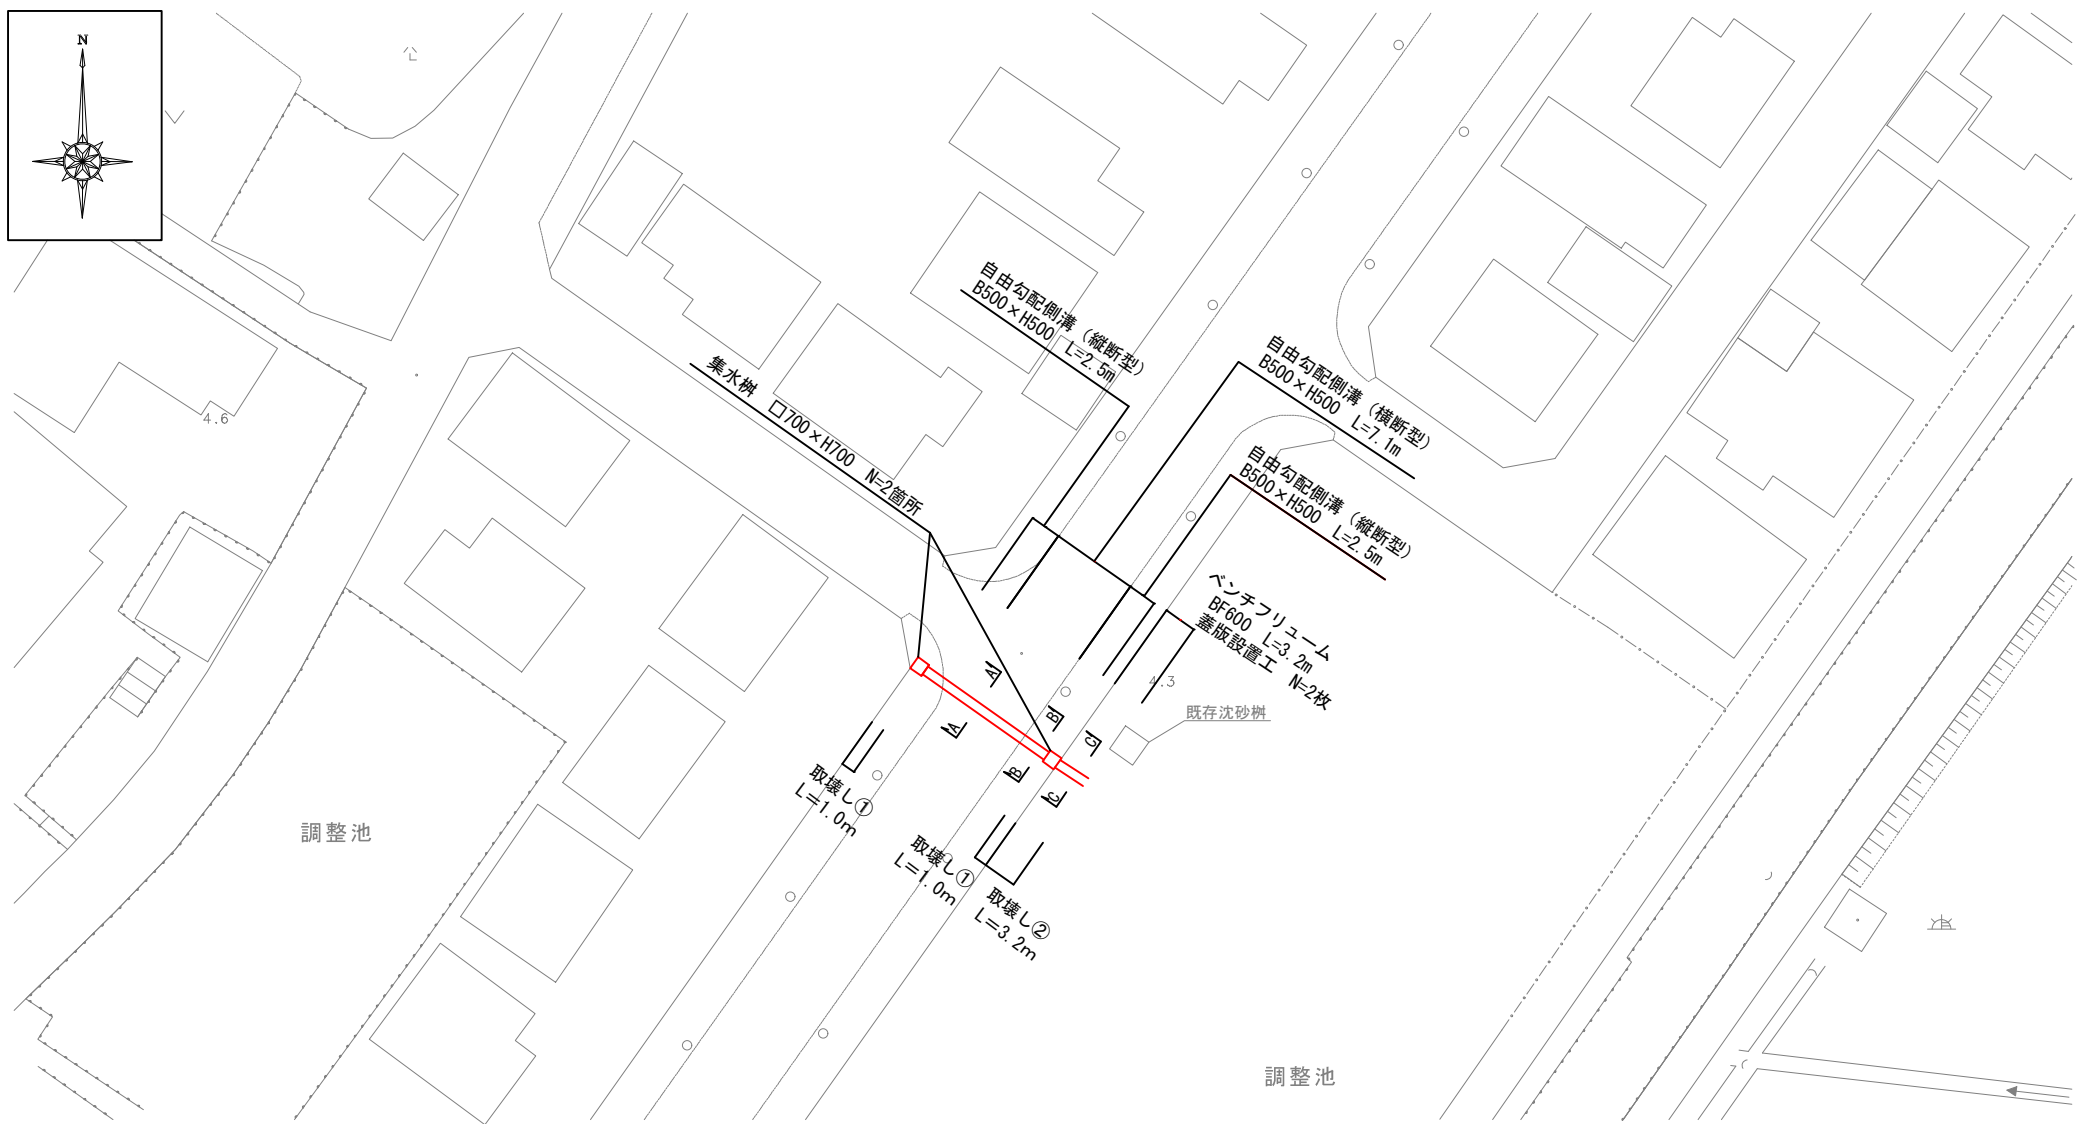 N
4.6
自由勾配側溝（縦断型）
B500×H500　L=2.5m
自由勾配側溝（横断型）
B500×H500　L=7.1m
集水桝　□700×H700　N=2箇所
自由勾配側溝（縦断型）
B500×H500　L=2.5m
ベンチフリューム
BF600　L=3.2m
蓋版設置工　N=2枚
4.3
既存沈砂桝
A
A
B
B
C
C
取壊し①
L=1.0m
取壊し①
L=1.0m
取壊し②
L=3.2m
調整池
調整池